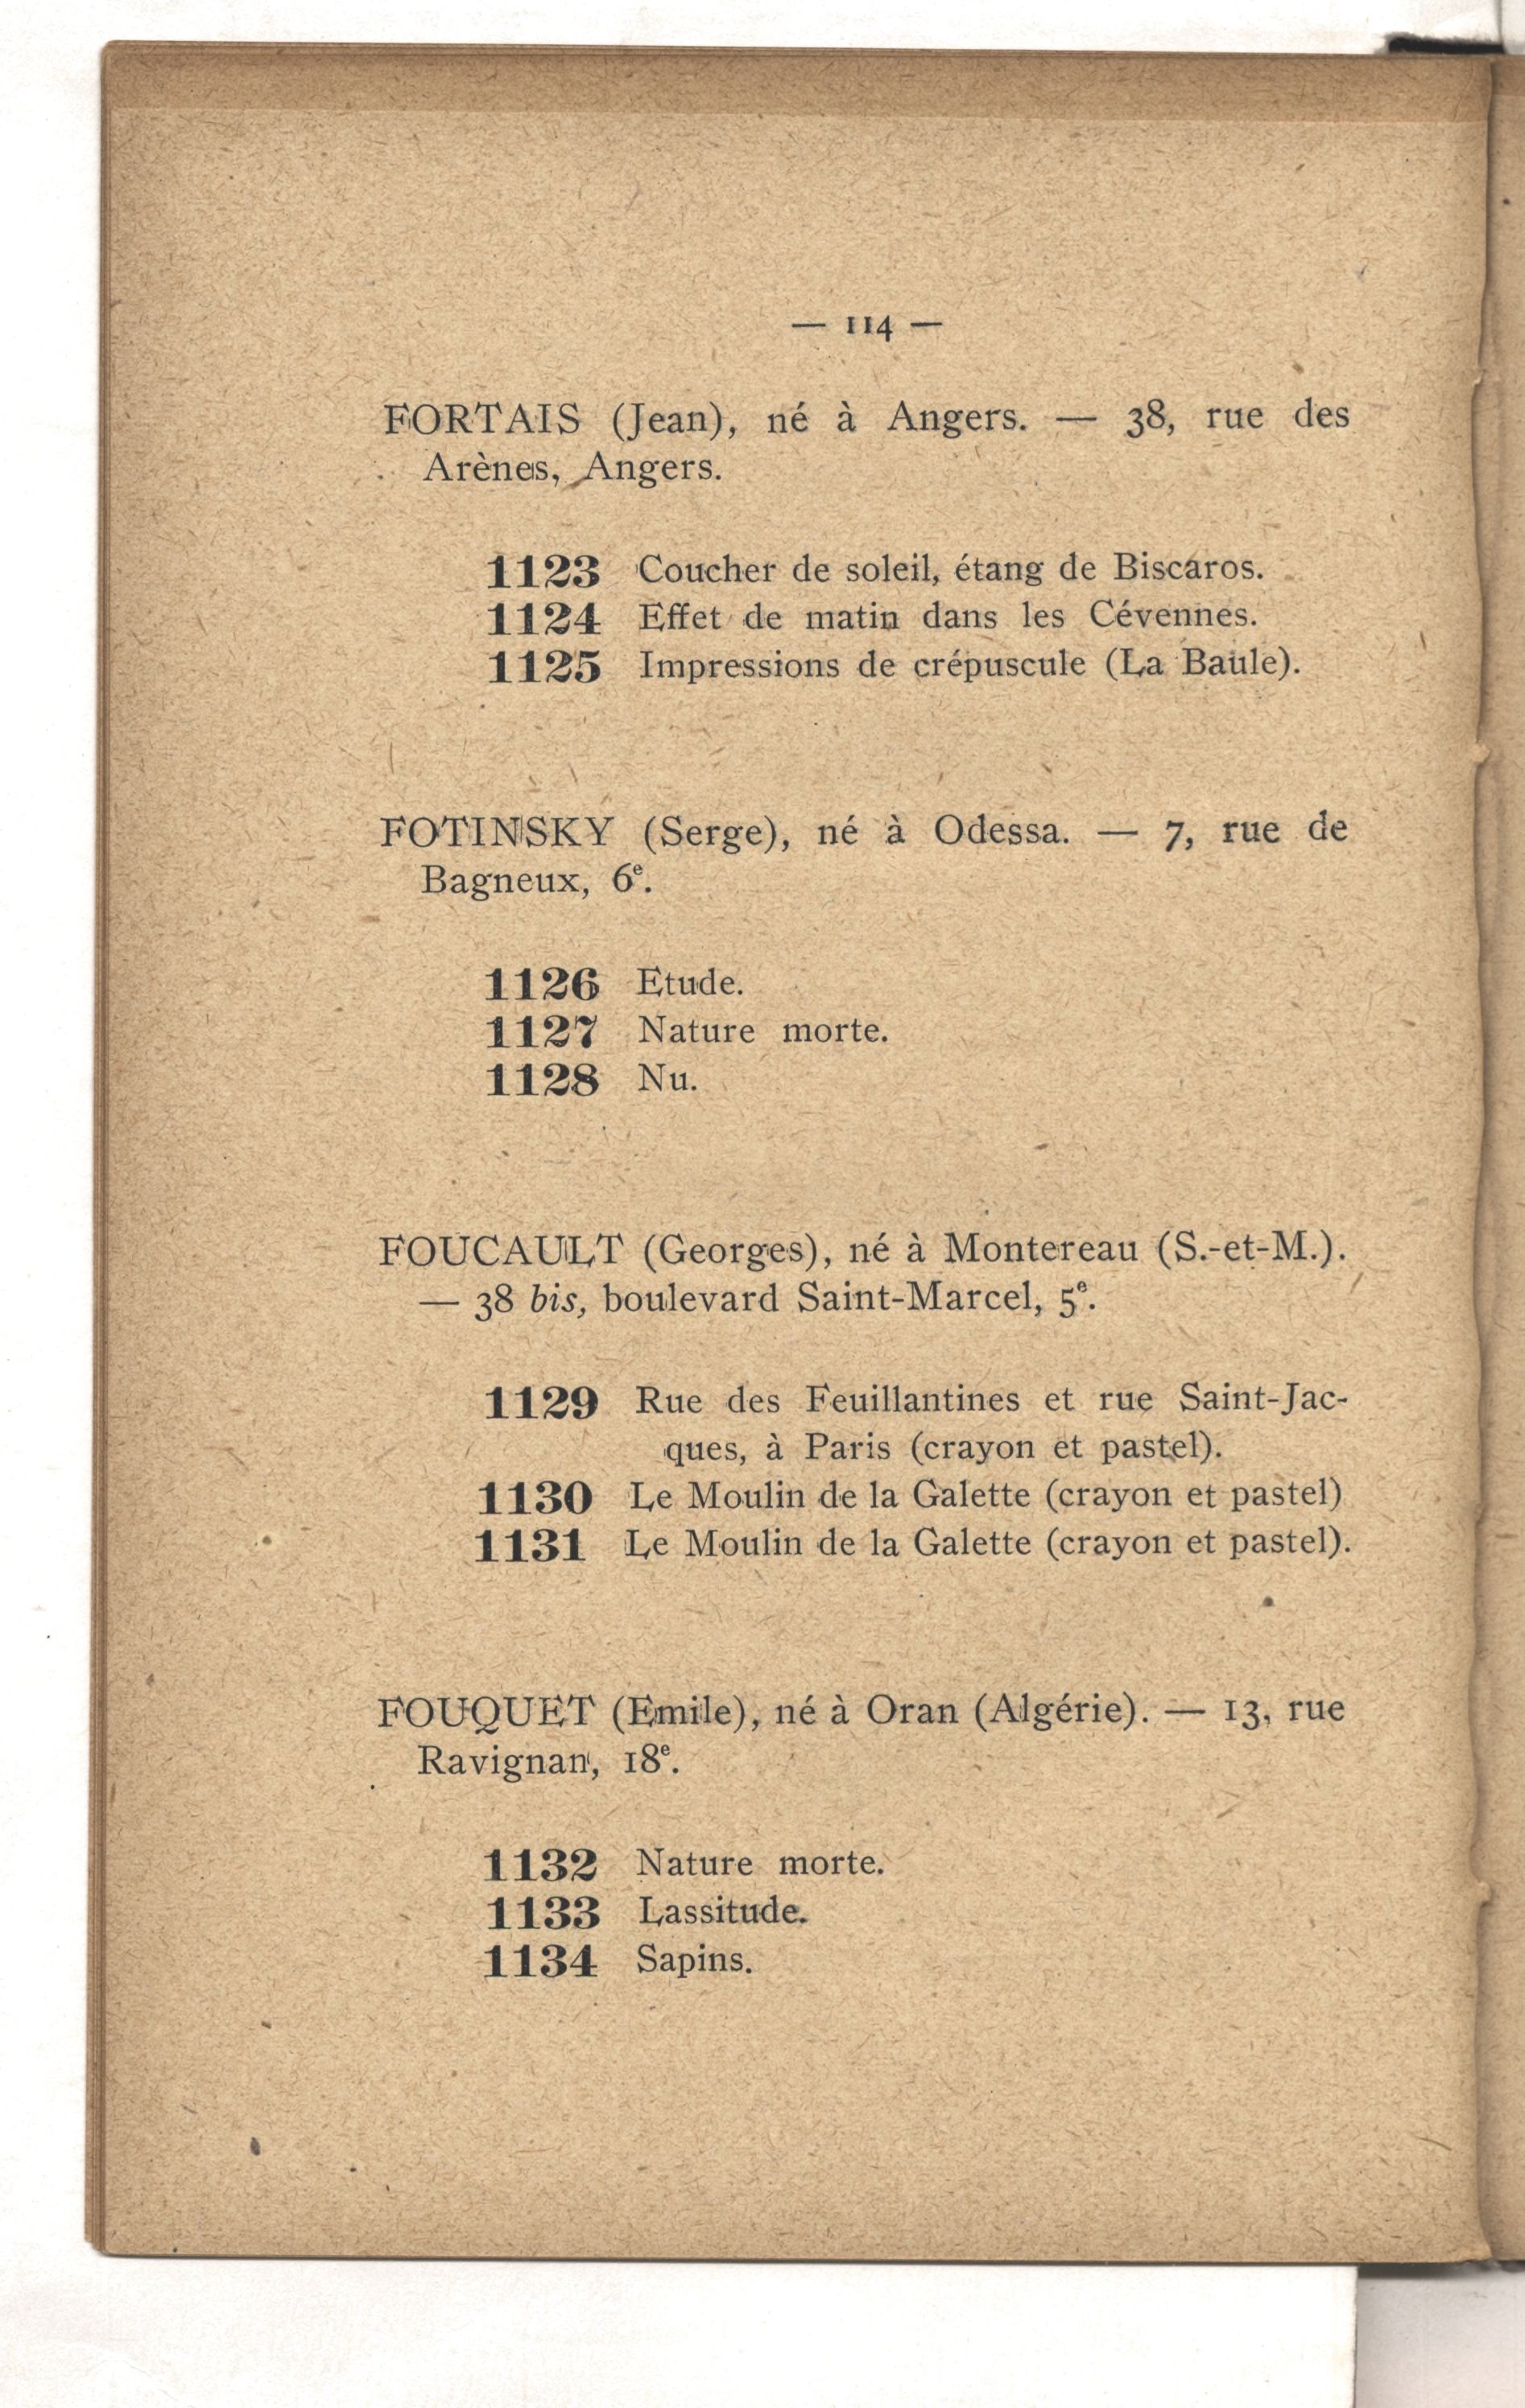 — 114 —
FORTAIS (Jean), né à Angers. — 38, rue des
Arènes, Angers.
1123 Coucher de soleil, étang de Biscaros.
1124 Effet de matin dans les Cévennes.
1125 Impressions de crépuscule (La Baule).
FOTINSKY (Serge), né à Odessa. — 7, rue de
Bagneux, 6e.
1126 Etude.
1127 Nature morte.
1128 Nu.
FOUCAULT (Georges), né à Montereau (S.-et-M.).
— 38 bis, boulevard Saint-Marcel, 5e.
1129 Rue des Feuillantines et rue Saint-Jac-
ques, à Paris (crayon et pastel).
1130 Le Moulin de la Galette (crayon et pastel)
1131 Le Moulin de la Galette (crayon et pastel).
FOUQUET (Emile), né à Oran (Algérie). — 13, rue
Ravignan, 18e.
1132 Nature morte.
1133 Lassitude.
1134 Sapins.